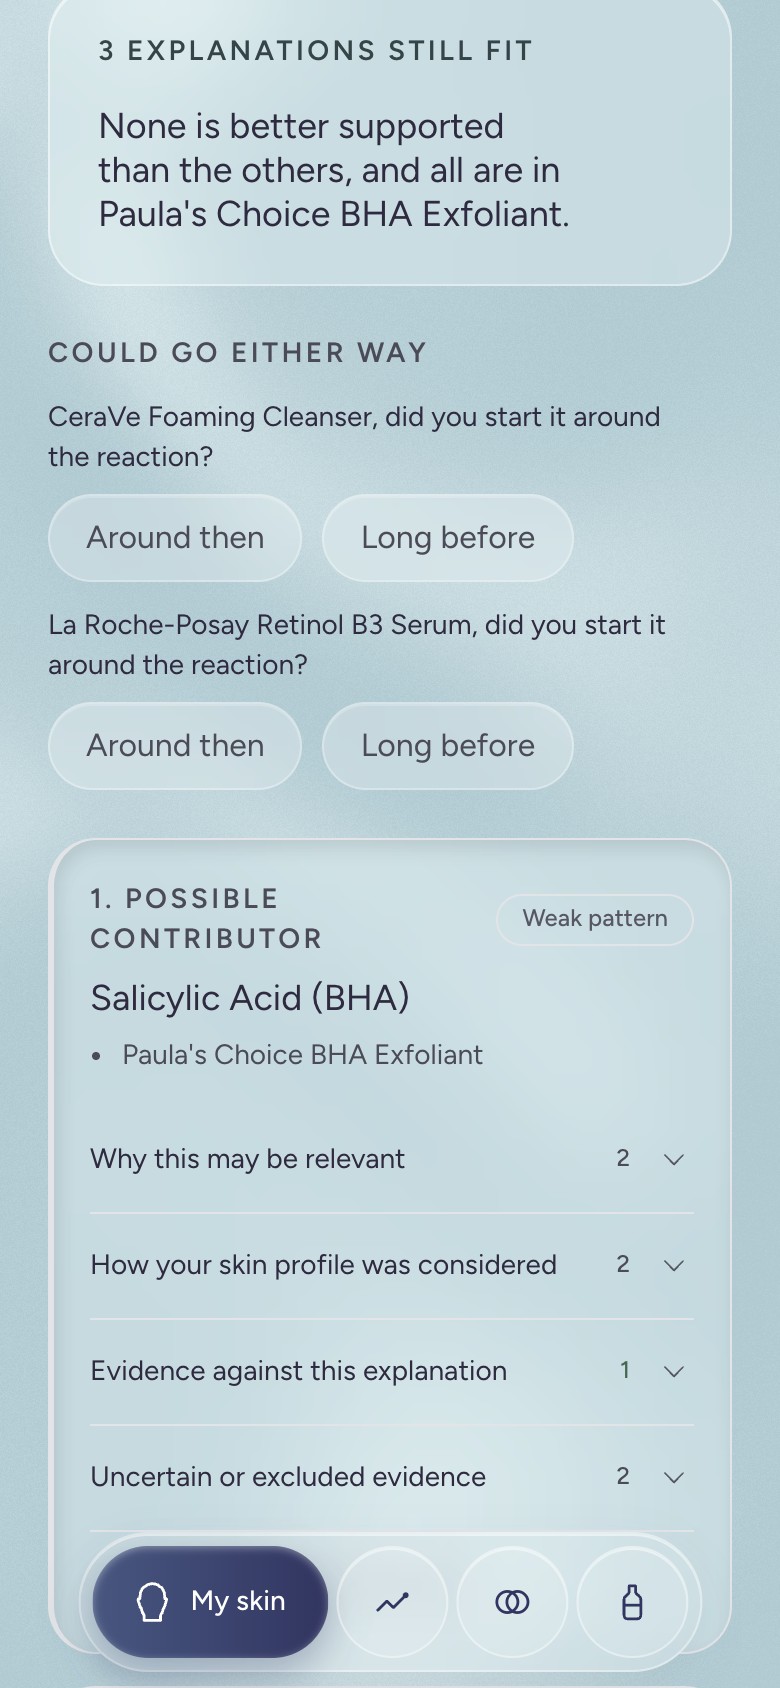 3 EXPLANATIONS STILL FIT
None is better supported
than the others, and all are in
Paula's Choice BHA Exfoliant.
COULD GO EITHER WAY
CeraVe Foaming Cleanser, did you start it around
the reaction?
Around then
Long before
La Roche-Posay Retinol B3 Serum, did you start it
around the reaction?
Around then
Long before
1. POSSIBLE
CONTRIBUTOR
Weak pattern
Salicylic Acid (BHA)
• Paula's Choice BHA Exfoliant
Why this may be relevant 2
How your skin profile was considered 2
Evidence against this explanation 1
Uncertain or excluded evidence 2
My skin